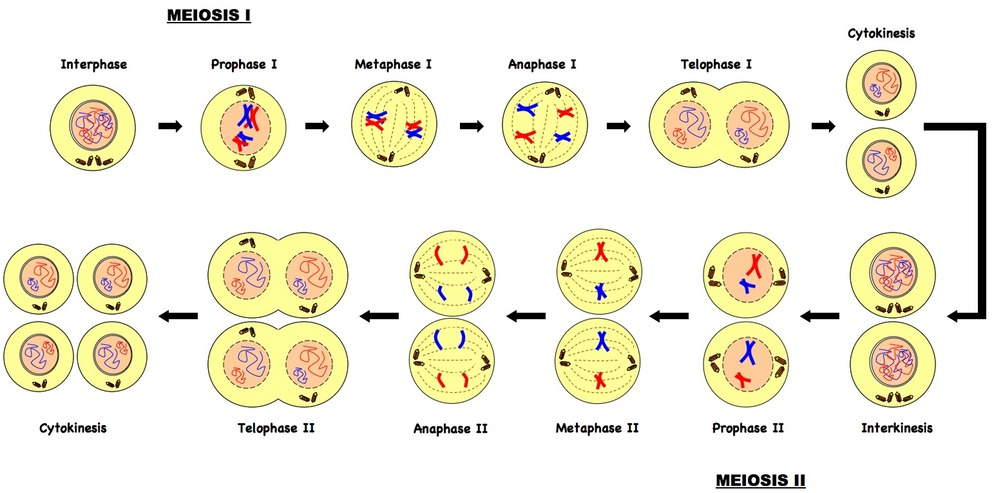 MEIOSIS I
Interphase
Prophase I
Metaphase I
Anaphase I
Telophase I
Cytokinesis
Cytokinesis
Telophase II
Anaphase II
Metaphase II
Prophase II
Interkinesis
MEIOSIS II